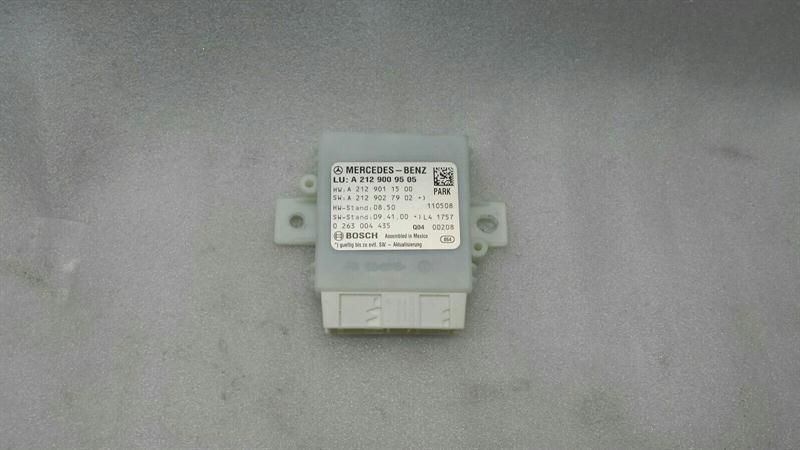 MERCEDES-BENZ
LU: A 212 900 95 05
HW: A 212 901 15 00 PARK
SW: A 212 902 79 02 *)
HW-Stand: 08.50 110508
SW-Stand: 09.41.00 *) L4 1757
0 263 004 435 Q04 00208
BOSCH Assembled in Mexico
*) gueltig bis zu evtl. SW - Aktualisierung 864